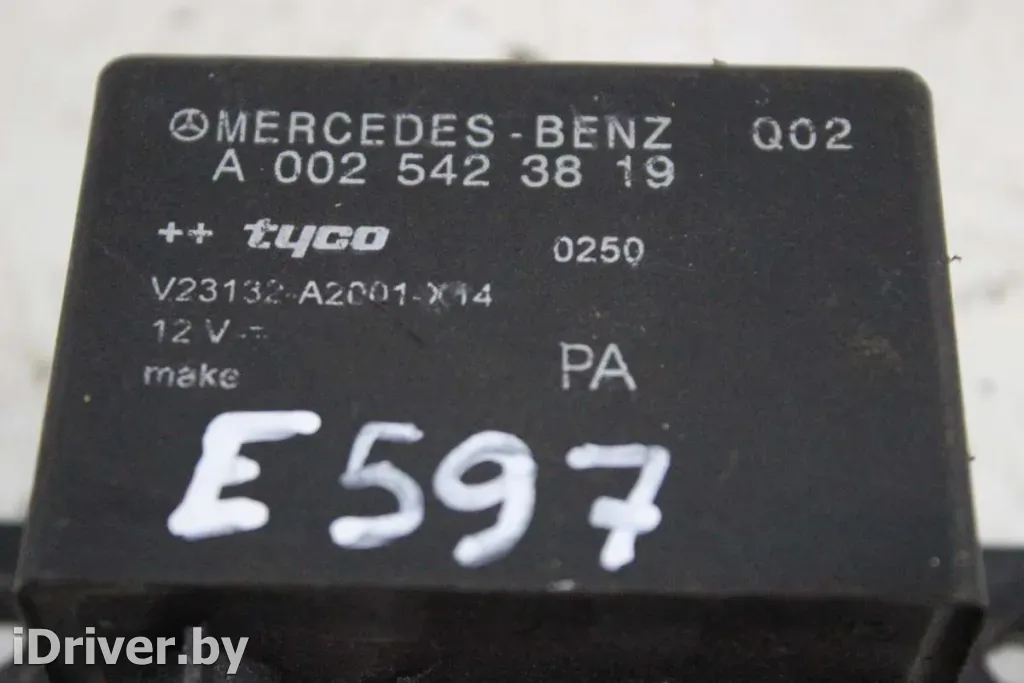 MERCEDES-BENZ Q02
A 002 542 38 19
++ tyco 0250
V23132-A2001-X14
12 V
make PA
E597
iDriver.by